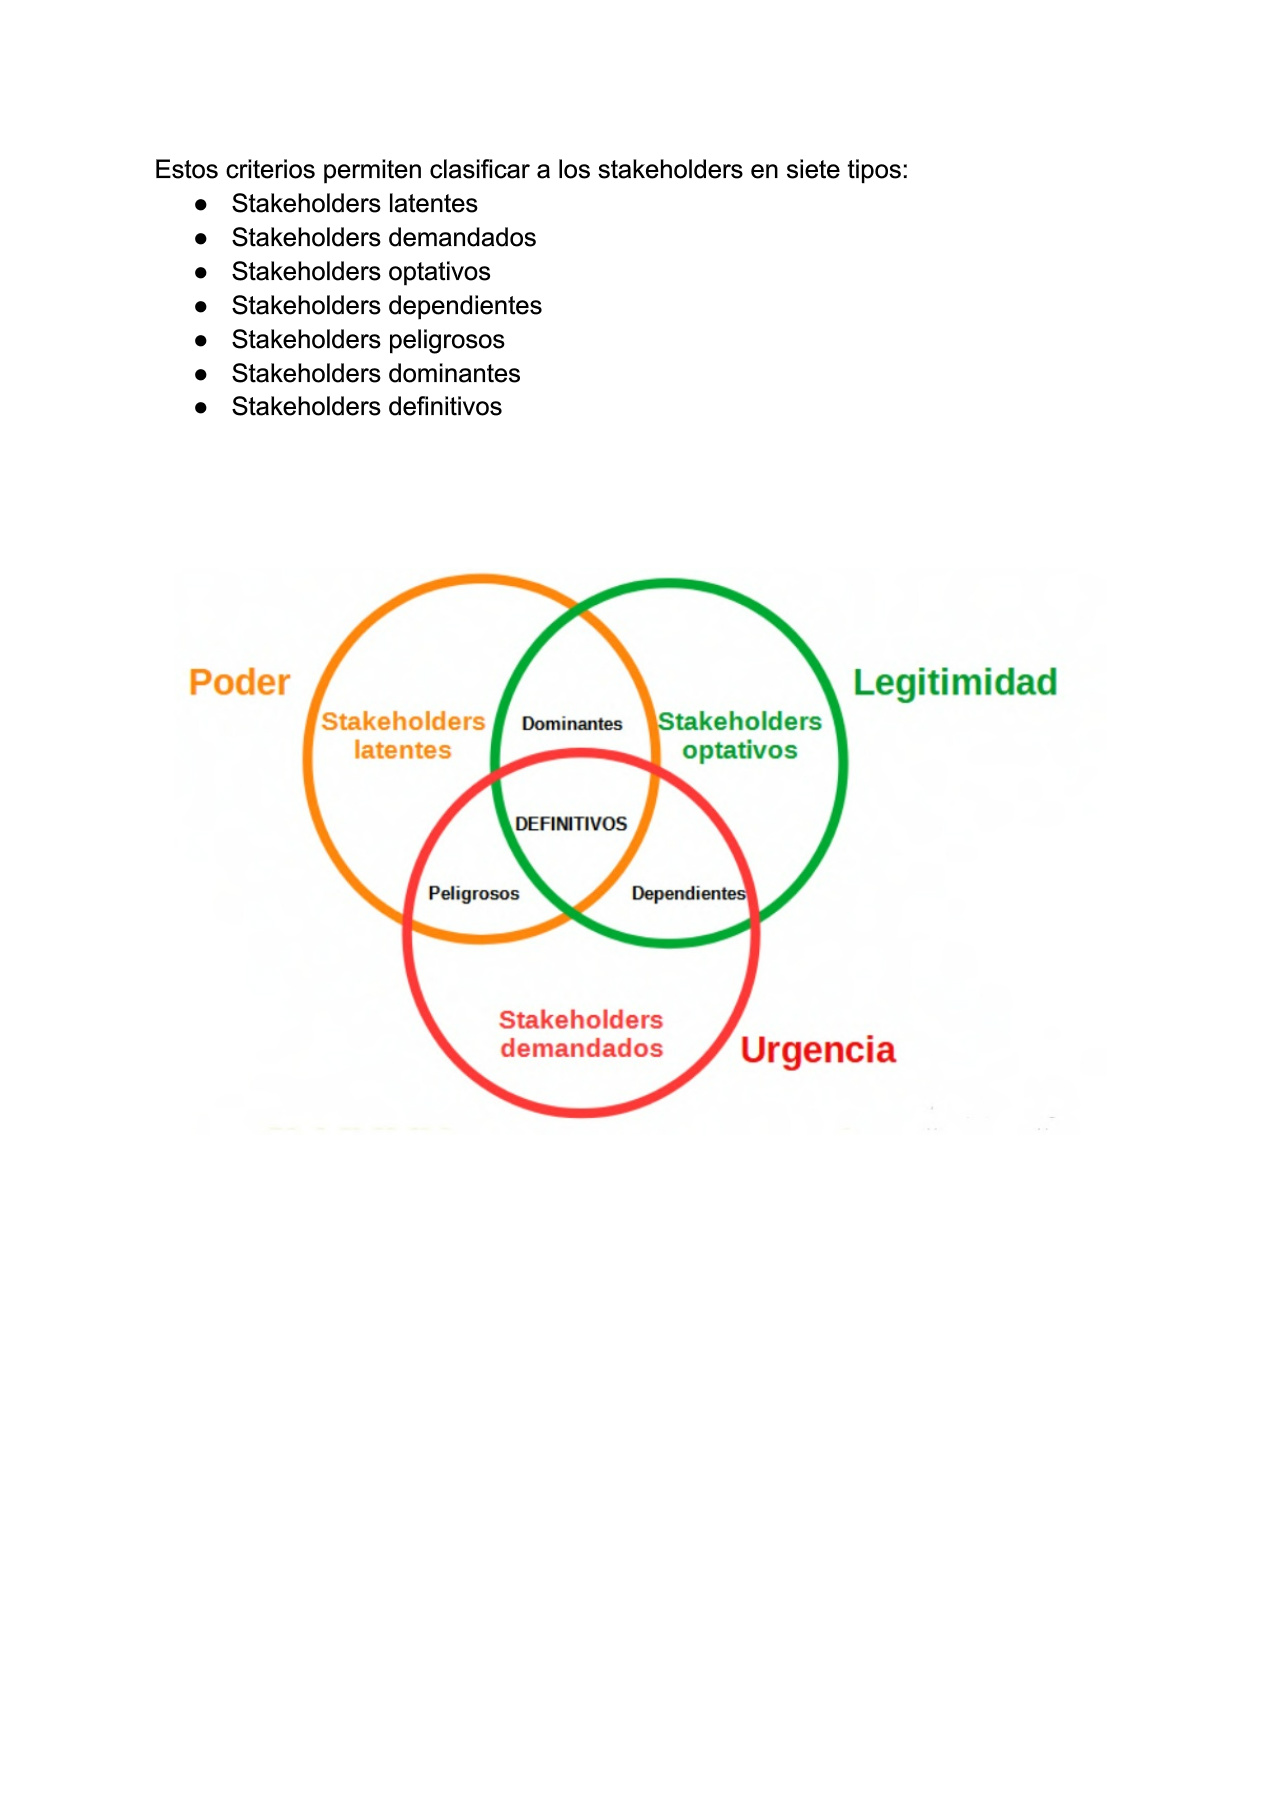 Estos criterios permiten clasificar a los stakeholders en siete tipos:
● Stakeholders latentes
● Stakeholders demandados
● Stakeholders optativos
● Stakeholders dependientes
● Stakeholders peligrosos
● Stakeholders dominantes
● Stakeholders definitivos
Poder
Legitimidad
Stakeholders
latentes
Dominantes
Stakeholders
optativos
DEFINITIVOS
Peligrosos
Dependientes
Stakeholders
demandados
Urgencia